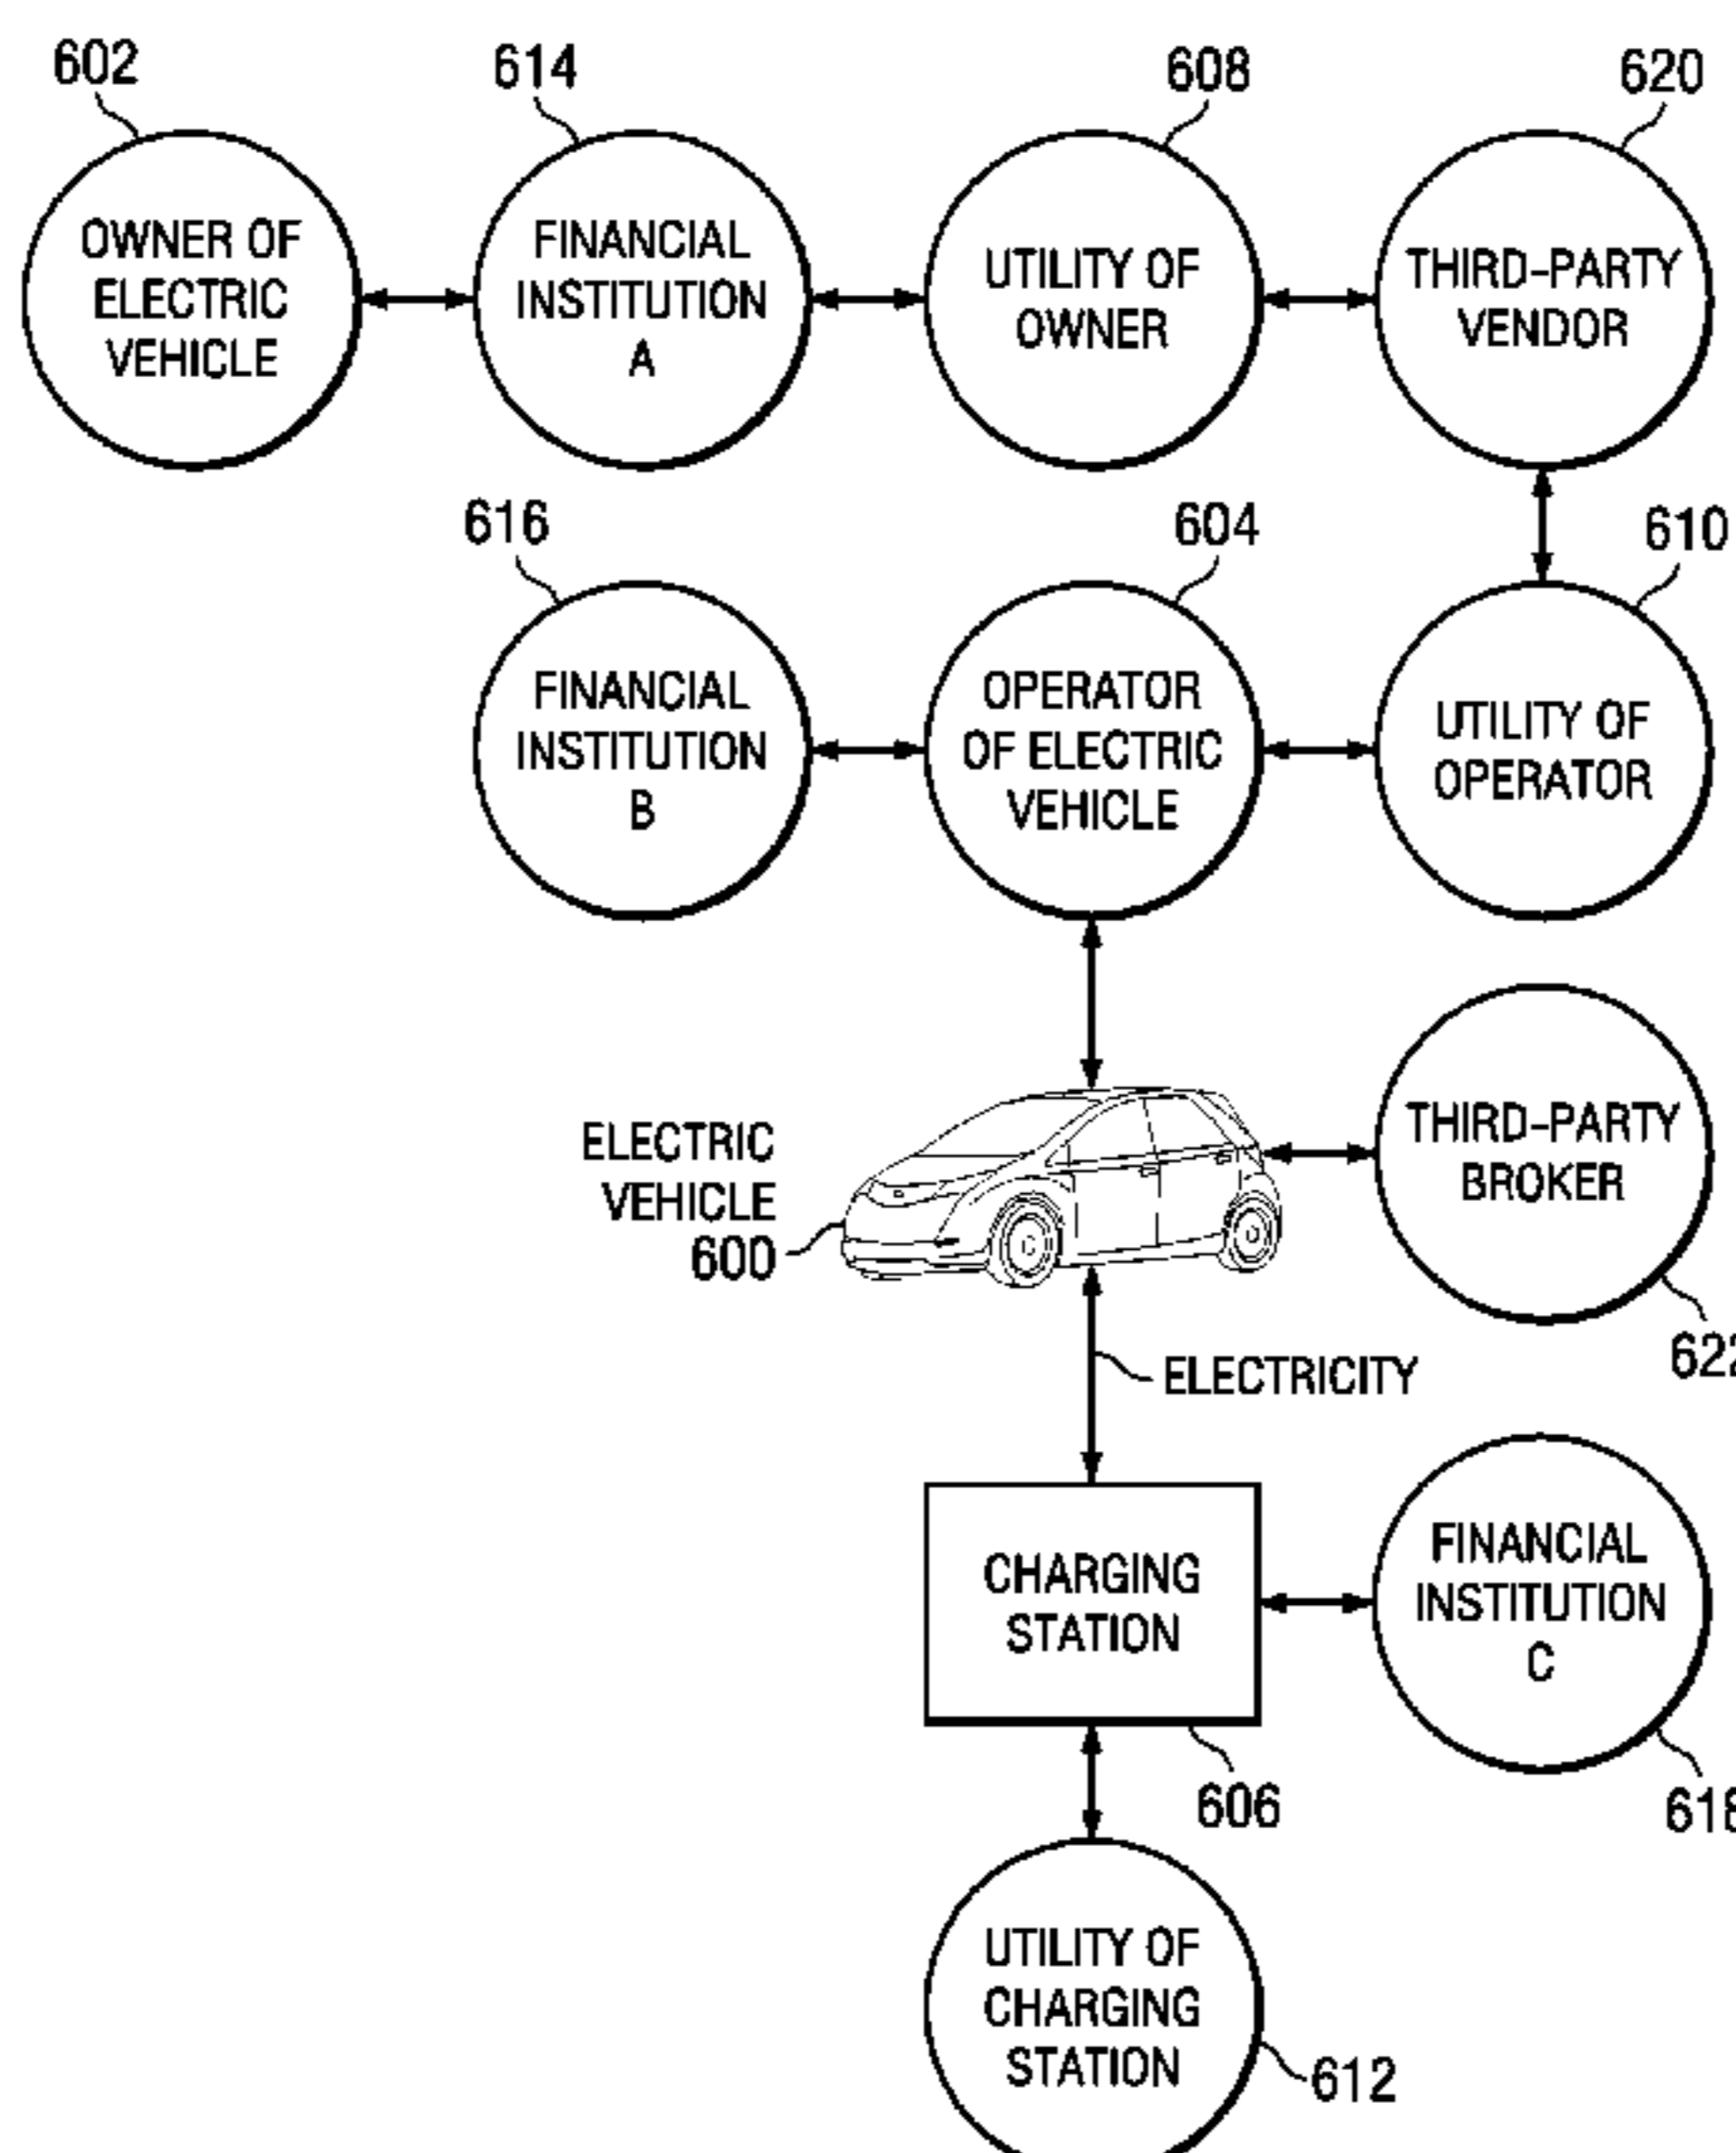 602
614
608
620
OWNER OF
ELECTRIC
VEHICLE
FINANCIAL
INSTITUTION
A
UTILITY OF
OWNER
THIRD-PARTY
VENDOR
616
604
610
FINANCIAL
INSTITUTION
B
OPERATOR
OF ELECTRIC
VEHICLE
UTILITY OF
OPERATOR
ELECTRIC
VEHICLE
600
THIRD-PARTY
BROKER
622
ELECTRICITY
CHARGING
STATION
FINANCIAL
INSTITUTION
C
606
618
UTILITY OF
CHARGING
STATION
612